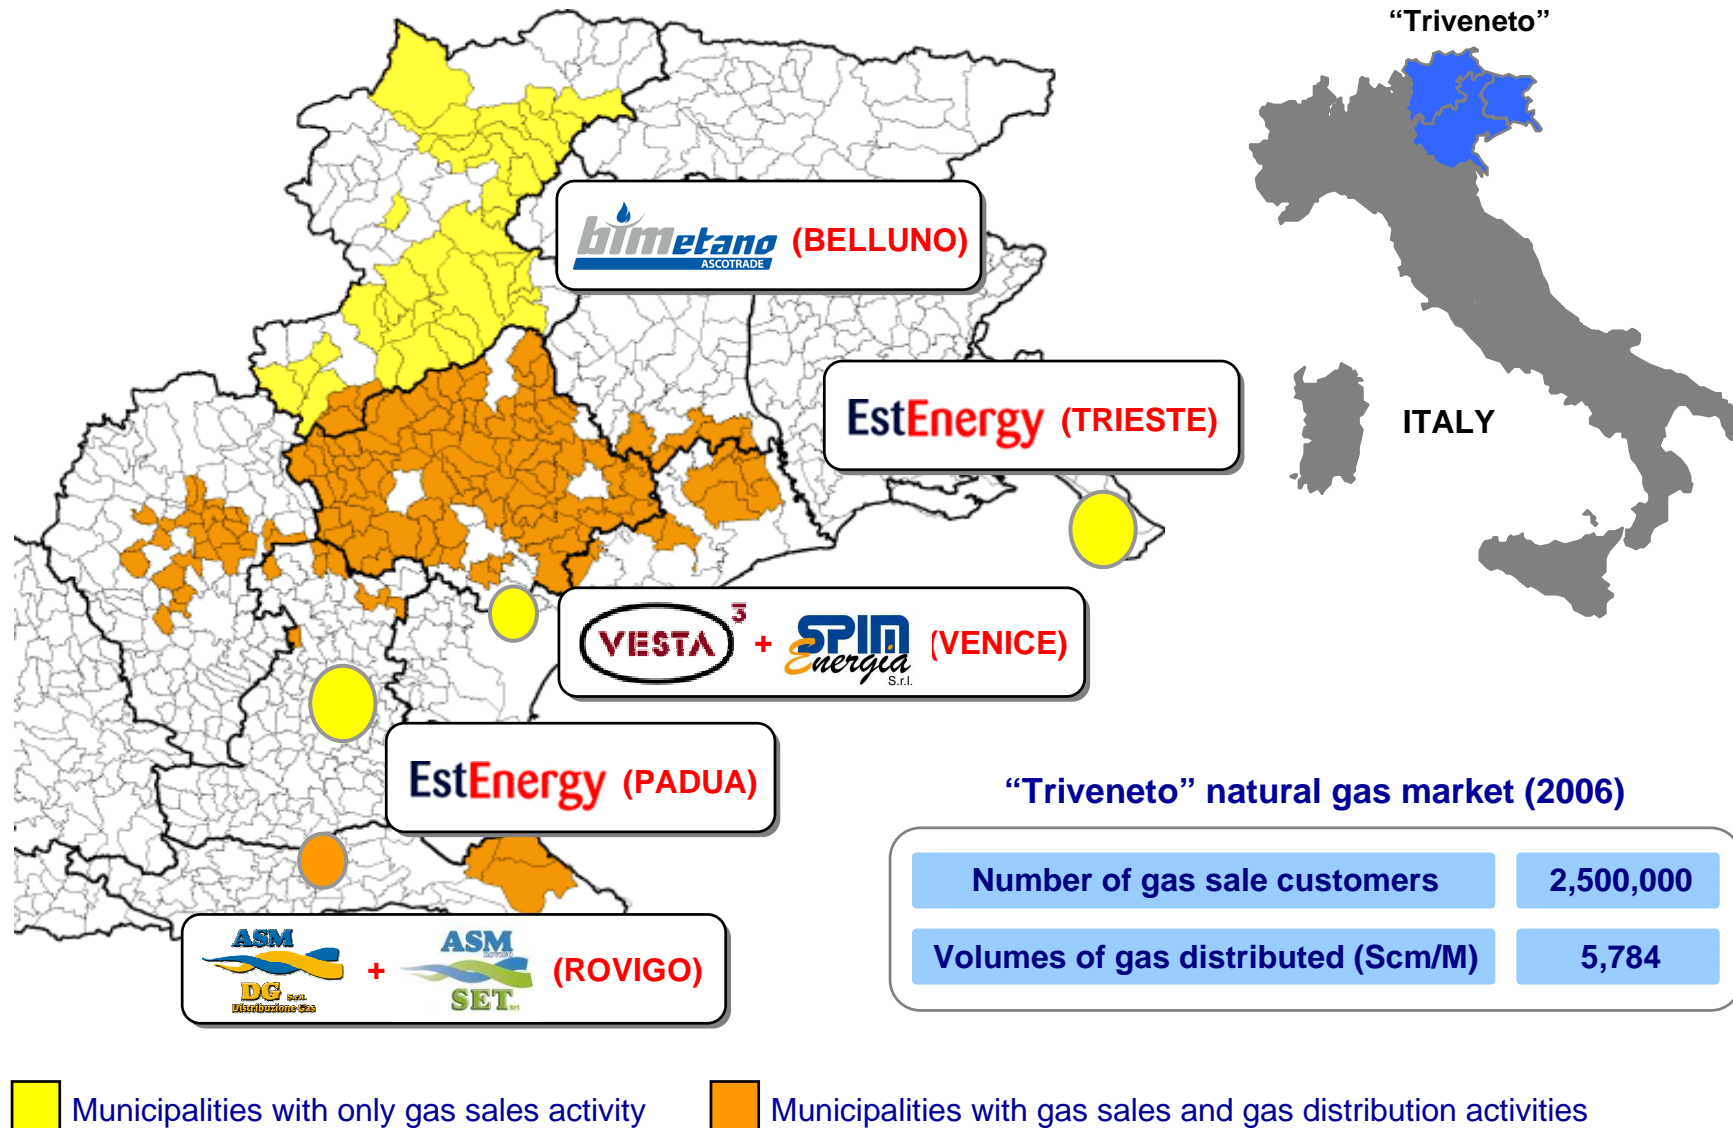 “Triveneto”
bimetano
ASCOTRADE
(BELLUNO)
EstEnergy (TRIESTE)
ITALY
VESTA 3 + SPIM Energia S.r.l. (VENICE)
EstEnergy (PADUA)
“Triveneto” natural gas market (2006)
Number of gas sale customers 2,500,000
Volumes of gas distributed (Scm/M) 5,784
ASM DG S.r.l. Distribuzione Gas + ASM ROVIGO SET Srl (ROVIGO)
Municipalities with only gas sales activity
Municipalities with gas sales and gas distribution activities